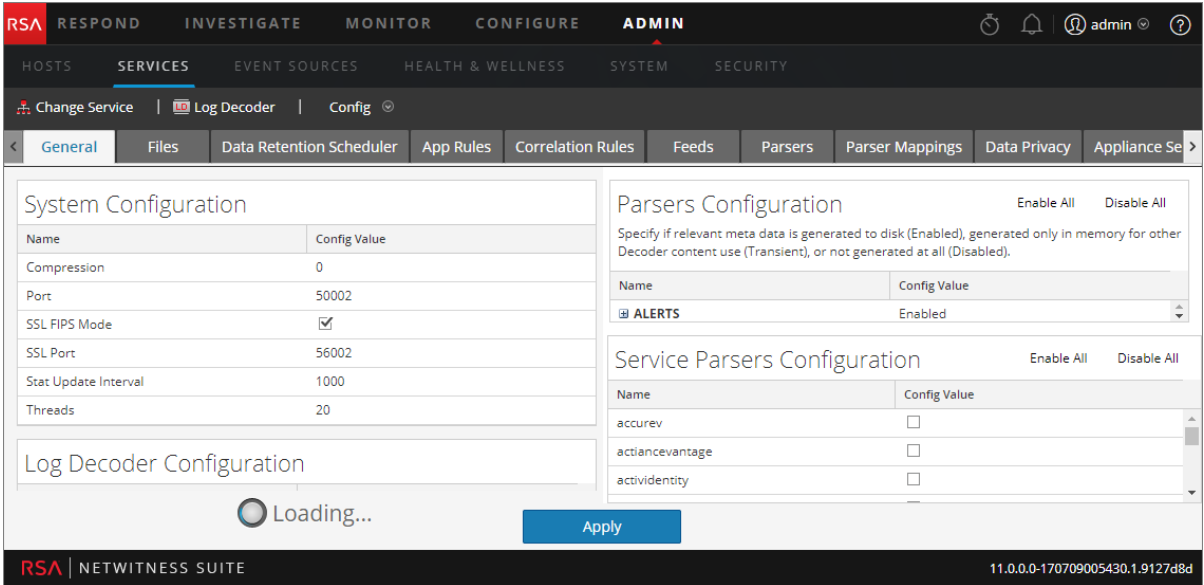 RSA RESPOND INVESTIGATE MONITOR CONFIGURE ADMIN admin ?
HOSTS SERVICES EVENT SOURCES HEALTH & WELLNESS SYSTEM SECURITY
Change Service | LD Log Decoder | Config
< General Files Data Retention Scheduler App Rules Correlation Rules Feeds Parsers Parser Mappings Data Privacy Appliance Se >
System Configuration
Name Config Value
Compression 0
Port 50002
SSL FIPS Mode
SSL Port 56002
Stat Update Interval 1000
Threads 20
Log Decoder Configuration
Loading...
Parsers Configuration Enable All Disable All
Specify if relevant meta data is generated to disk (Enabled), generated only in memory for other
Decoder content use (Transient), or not generated at all (Disabled).
Name Config Value
ALERTS Enabled
Service Parsers Configuration Enable All Disable All
Name Config Value
accurev
actiancevantage
actividentity
Apply
RSA | NETWITNESS SUITE 11.0.0.0-170709005430.1.9127d8d